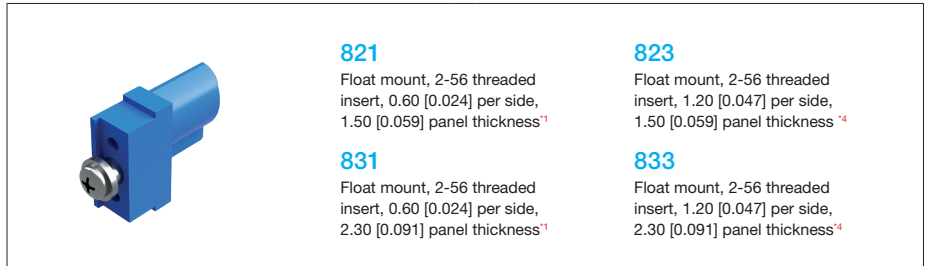 821
Float mount, 2-56 threaded
insert, 0.60 [0.024] per side,
1.50 [0.059] panel thickness*1
831
Float mount, 2-56 threaded
insert, 0.60 [0.024] per side,
2.30 [0.091] panel thickness*1
823
Float mount, 2-56 threaded
insert, 1.20 [0.047] per side,
1.50 [0.059] panel thickness *4
833
Float mount, 2-56 threaded
insert, 1.20 [0.047] per side,
2.30 [0.091] panel thickness*4